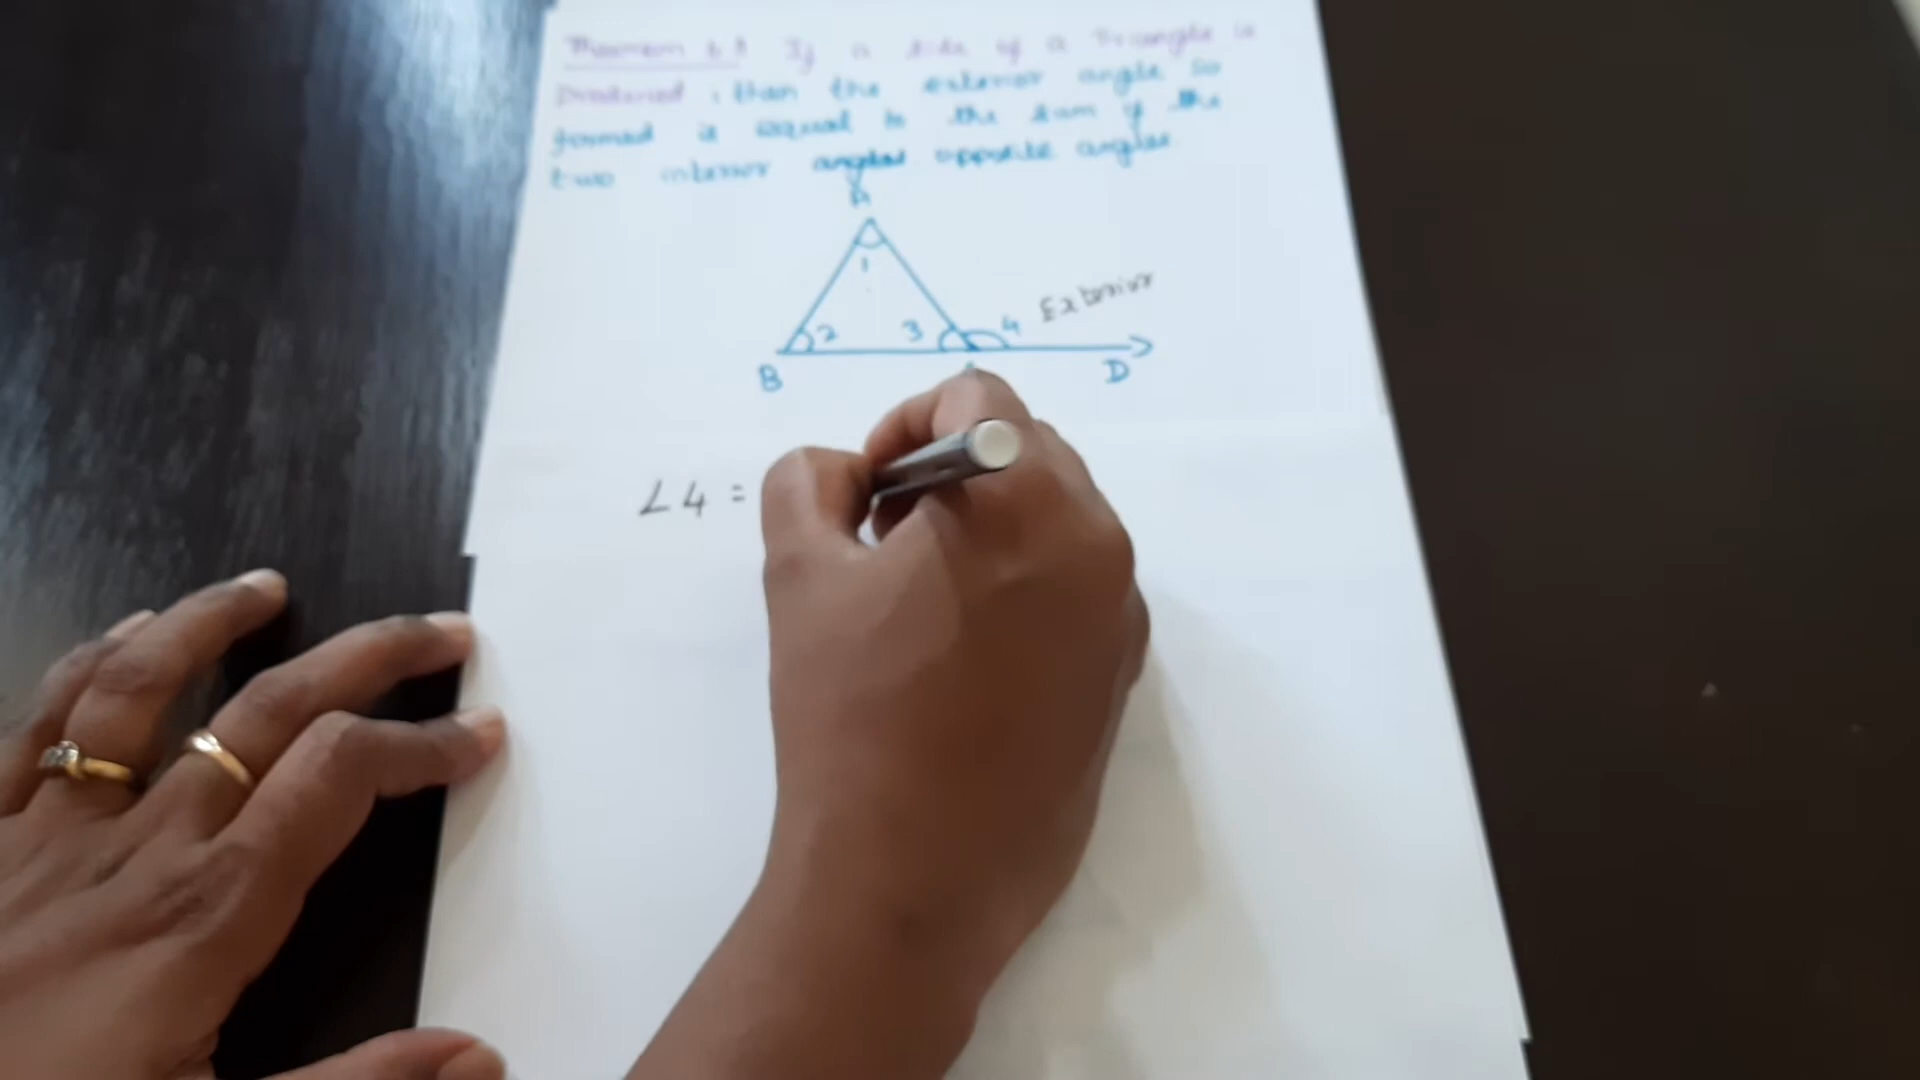 Theorem 6.8 If a side of a Triangle is
produced, then the exterior angle so
formed is equal to the sum of the
two interior angles opposite angles.
A
1
Exterior
2 3 4
B D
∠4 =